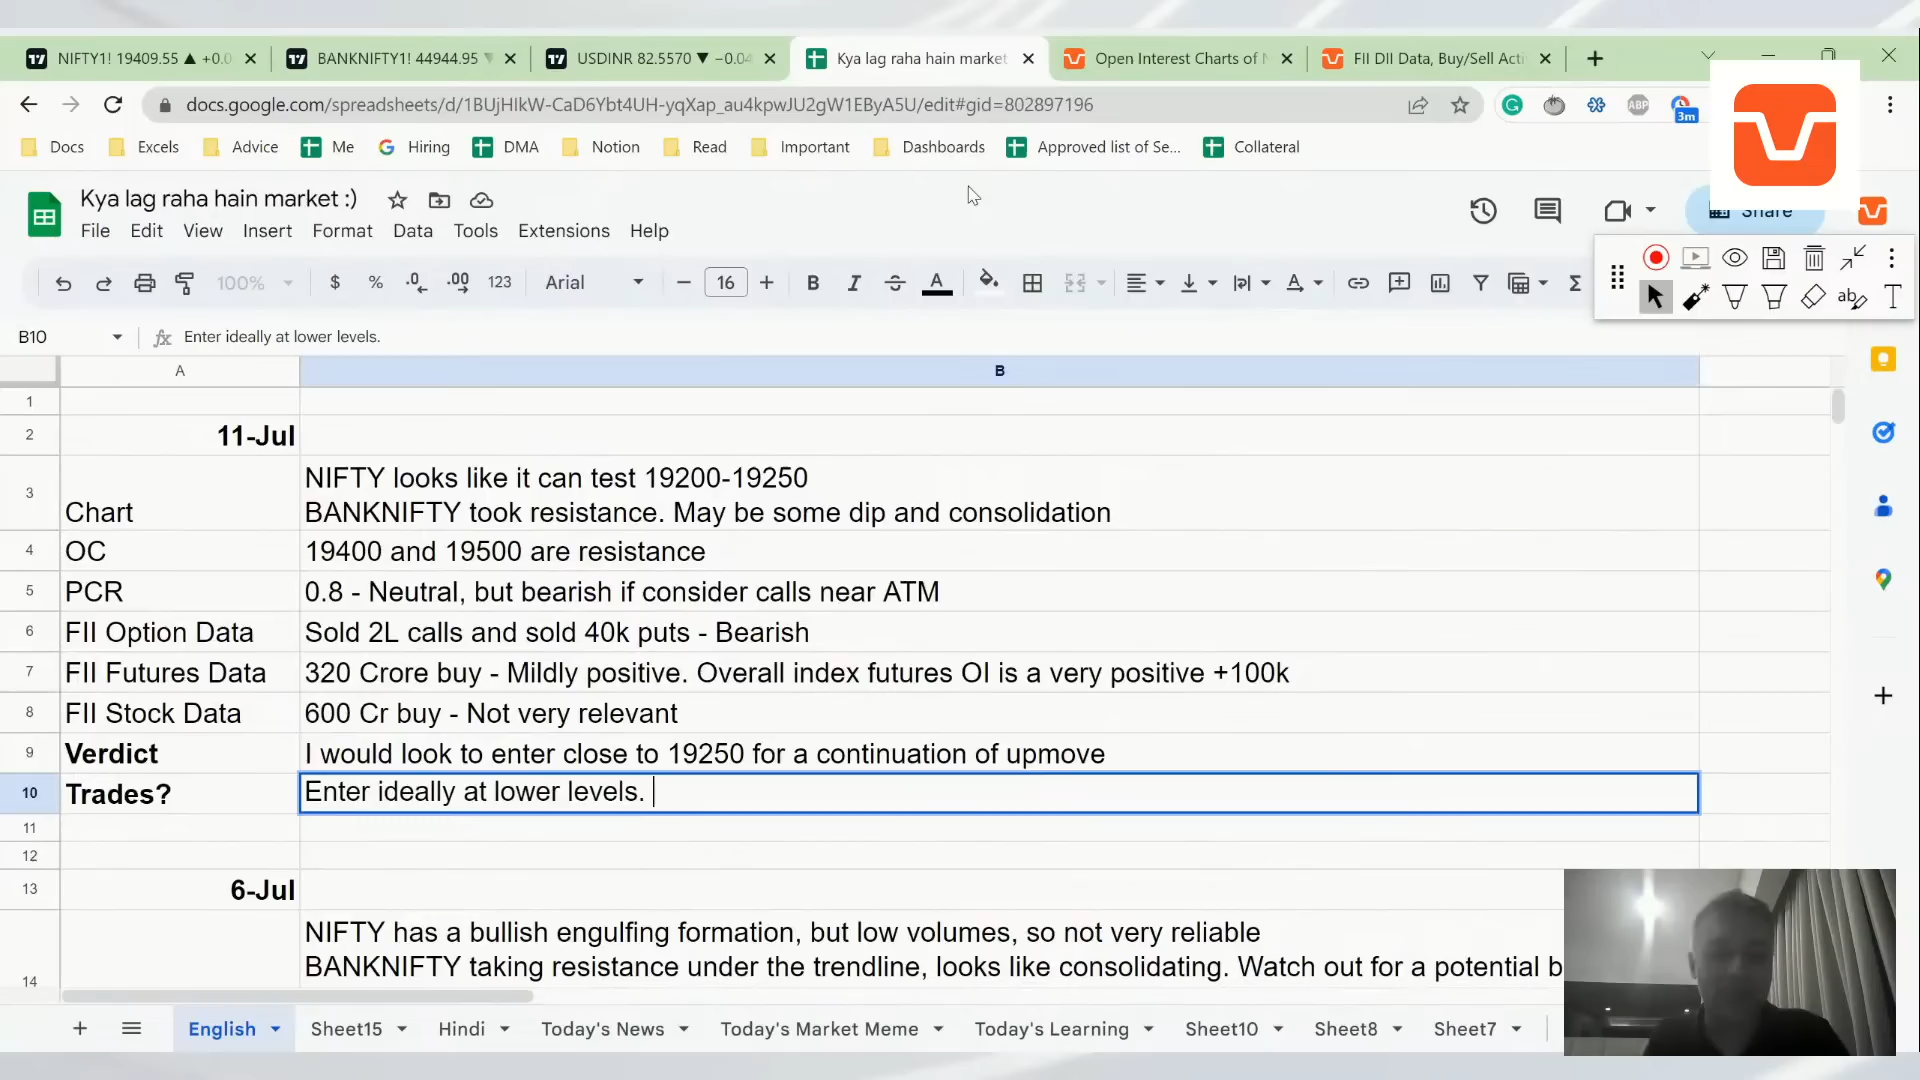 NIFTY1! 19409.55 ▲ +0.0
BANKNIFTY1! 44944.95 ▼
USDINR 82.5570 ▼ −0.04
Kya lag raha hain market
Open Interest Charts of N
FII DII Data, Buy/Sell Acti
docs.google.com/spreadsheets/d/1BUjHIkW-CaD6Ybt4UH-yqXap_au4kpwJU2gW1EByA5U/edit#gid=802897196
ABP
3m
Docs
Excels
Advice
Me
Hiring
DMA
Notion
Read
Important
Dashboards
Approved list of Se...
Collateral
Kya lag raha hain market :)
Share
File Edit View Insert Format Data Tools Extensions Help
100% $ % .0 .00 123 Arial 16 B I S A
B10
fx Enter ideally at lower levels.
A B
1
2 11-Jul
3 Chart
NIFTY looks like it can test 19200-19250
BANKNIFTY took resistance. May be some dip and consolidation
4 OC 19400 and 19500 are resistance
5 PCR 0.8 - Neutral, but bearish if consider calls near ATM
6 FII Option Data Sold 2L calls and sold 40k puts - Bearish
7 FII Futures Data 320 Crore buy - Mildly positive. Overall index futures OI is a very positive +100k
8 FII Stock Data 600 Cr buy - Not very relevant
9 Verdict I would look to enter close to 19250 for a continuation of upmove
10 Trades? Enter ideally at lower levels.
11
12
13 6-Jul
14
NIFTY has a bullish engulfing formation, but low volumes, so not very reliable
BANKNIFTY taking resistance under the trendline, looks like consolidating. Watch out for a potential b
English Sheet15 Hindi Today's News Today's Market Meme Today's Learning Sheet10 Sheet8 Sheet7